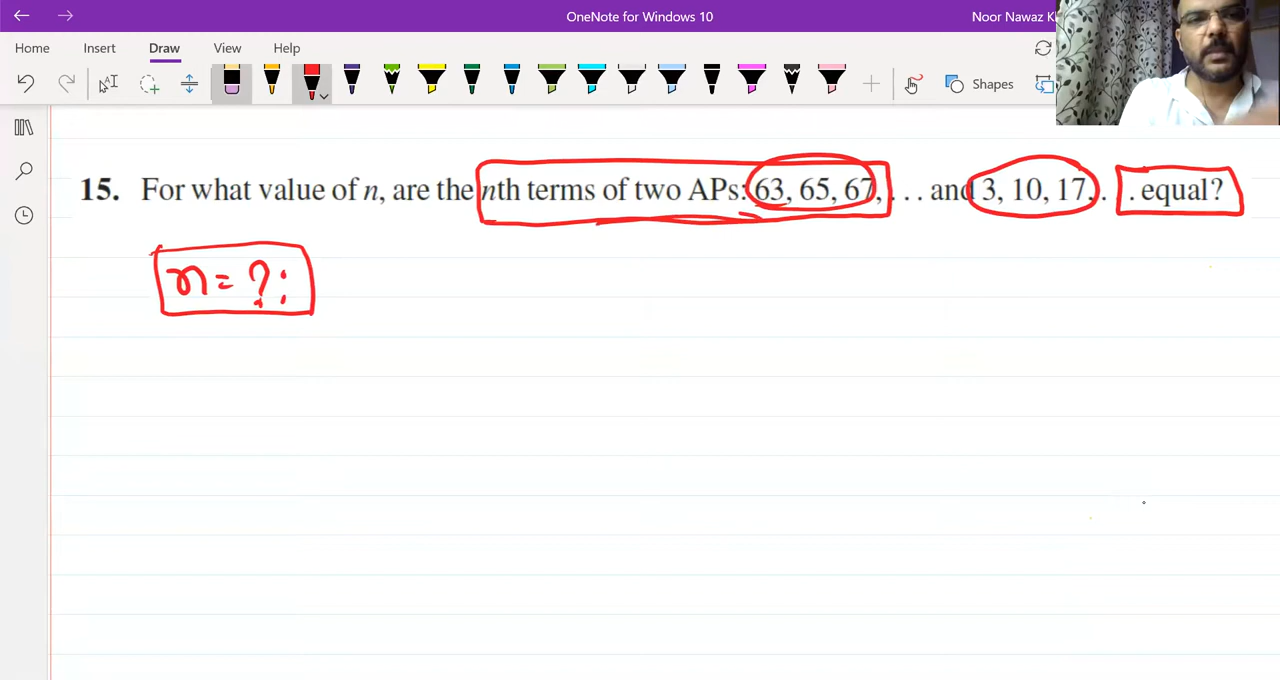 OneNote for Windows 10
Noor Nawaz
Home Insert Draw View Help
Shapes
15. For what value of n, are the nth terms of two APs: 63, 65, 67, . . . and 3, 10, 17, . . . equal?
n = ? :